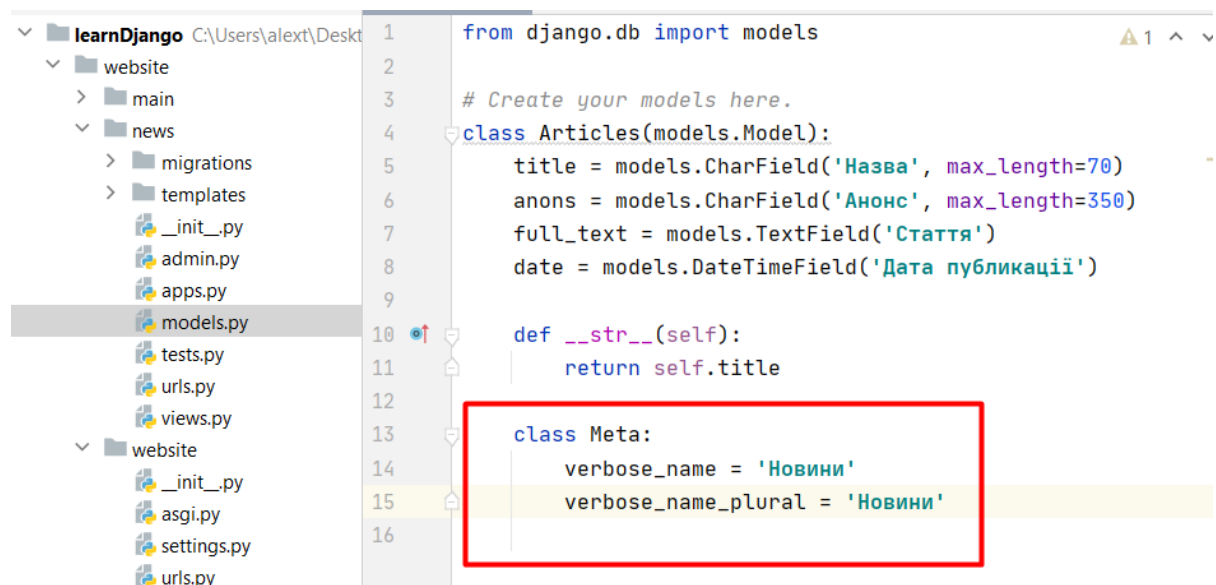 learnDjango C:\Users\alext\Deskt
website
main
news
migrations
templates
__init__.py
admin.py
apps.py
models.py
tests.py
urls.py
views.py
website
__init__.py
asgi.py
settings.py
urls.py
1 from django.db import models
2
3 # Create your models here.
4 class Articles(models.Model):
5 title = models.CharField('Назва', max_length=70)
6 anons = models.CharField('Анонс', max_length=350)
7 full_text = models.TextField('Стаття')
8 date = models.DateTimeField('Дата публикації')
9
10 def __str__(self):
11 return self.title
12
13 class Meta:
14 verbose_name = 'Новини'
15 verbose_name_plural = 'Новини'
16
1